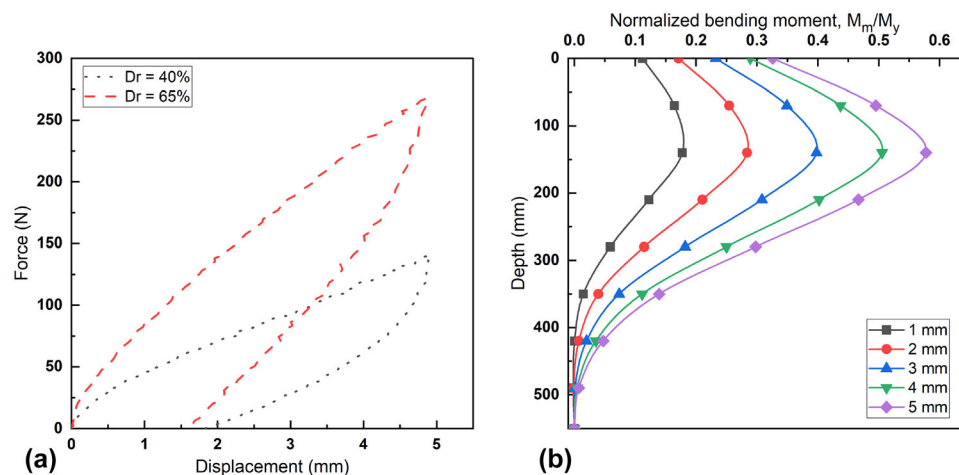 Normalized bending moment, Mm/My
0.0 0.1 0.2 0.3 0.4 0.5 0.6
300
250
200
150
100
50
0
Force (N)
Dr = 40%
Dr = 65%
0 1 2 3 4 5
Displacement (mm)
(a)
0
100
200
300
400
500
Depth (mm)
1 mm
2 mm
3 mm
4 mm
5 mm
(b)